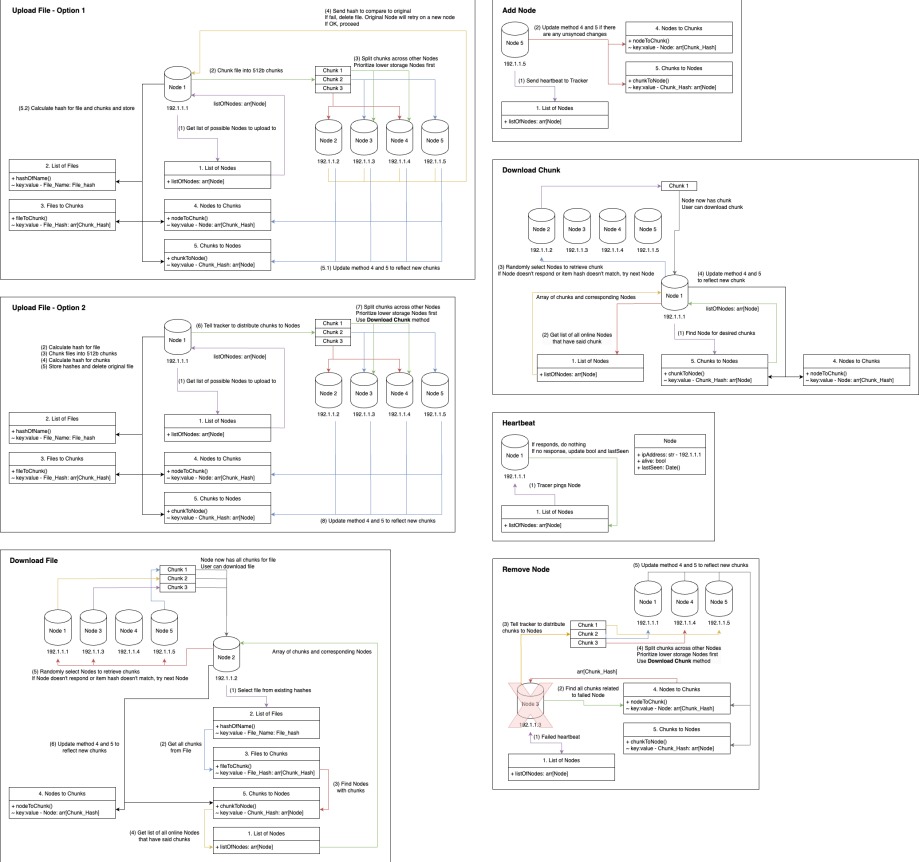 Upload File - Option 1
(4) Send hash to compare to original
If fail, delete file. Original Node will retry on a new node
If OK, proceed
(2) Chunk file into 512b chunks
Chunk 1
Chunk 2
Chunk 3
(3) Split chunks across other Nodes
Prioritize lower storage Nodes first
Node 1
192.1.1.1
listOfNodes: arr[Node]
(5.2) Calculate hash for file and chunks and store
(1) Get list of possible Nodes to upload to
Node 2
Node 3
Node 4
Node 5
192.1.1.2
192.1.1.3
192.1.1.4
192.1.1.5
1. List of Nodes
+ listOfNodes: arr[Node]
2. List of Files
+ hashOfName()
~ key:value - File_Name: File_hash
3. Files to Chunks
+ fileToChunk()
~ key:value - File_Hash: arr[Chunk_Hash]
4. Nodes to Chunks
+ nodeToChunk()
~ key:value - Node: arr[Chunk_Hash]
5. Chunks to Nodes
+ chunkToNode()
~ key:value - Chunk_Hash: arr[Node]
(5.1) Update method 4 and 5 to reflect new chunks
Upload File - Option 2
(7) Split chunks across other Nodes
Prioritize lower storage Nodes first
Use Download Chunk method
(6) Tell tracker to distribute chunks to Nodes
Chunk 1
Chunk 2
Chunk 3
Node 1
192.1.1.1
listOfNodes: arr[Node]
(2) Calculate hash for file
(3) Chunk files into 512b chunks
(4) Calculate hash for chunks
(5) Store hashes and delete original file
(1) Get list of possible Nodes to upload to
Node 2
Node 3
Node 4
Node 5
192.1.1.2
192.1.1.3
192.1.1.4
192.1.1.5
1. List of Nodes
+ listOfNodes: arr[Node]
2. List of Files
+ hashOfName()
~ key:value - File_Name: File_hash
3. Files to Chunks
+ fileToChunk()
~ key:value - File_Hash: arr[Chunk_Hash]
4. Nodes to Chunks
+ nodeToChunk()
~ key:value - Node: arr[Chunk_Hash]
5. Chunks to Nodes
+ chunkToNode()
~ key:value - Chunk_Hash: arr[Node]
(8) Update method 4 and 5 to reflect new chunks
Download File
Node now has all chunks for file
User can download file
Chunk 1
Chunk 2
Chunk 3
Node 1
Node 3
Node 4
Node 5
192.1.1.1
192.1.1.3
192.1.1.4
192.1.1.5
Node 2
192.1.1.2
Array of chunks and corresponding Nodes
(5) Randomly select Nodes to retrieve chunks
If Node doesn't respond or item hash doesn't match, try next Node
(1) Select file from existing hashes
2. List of Files
+ hashOfName()
~ key:value - File_Name: File_hash
(6) Update method 4 and 5 to
reflect new chunks
(2) Get all chunks
from File
3. Files to Chunks
+ fileToChunk()
~ key:value - File_Hash: arr[Chunk_Hash]
(3) Find Nodes
with chunks
4. Nodes to Chunks
+ nodeToChunk()
~ key:value - Node: arr[Chunk_Hash]
5. Chunks to Nodes
+ chunkToNode()
~ key:value - Chunk_Hash: arr[Node]
(4) Get list of all online Nodes
that have said chunks
1. List of Nodes
+ listOfNodes: arr[Node]
Add Node
Node 5
192.1.1.5
(2) Update method 4 and 5 if there
are any unsynced changes
4. Nodes to Chunks
+ nodeToChunk()
~ key:value - Node: arr[Chunk_Hash]
5. Chunks to Nodes
+ chunkToNode()
~ key:value - Chunk_Hash: arr[Node]
(1) Send heartbeat to Tracker
1. List of Nodes
+ listOfNodes: arr[Node]
Download Chunk
Chunk 1
Node now has chunk
User can download chunk
Node 2
Node 3
Node 4
Node 5
192.1.1.2
192.1.1.3
192.1.1.4
192.1.1.5
(3) Randomly select Nodes to retrieve chunk
If Node doesn't respond or item hash doesn't match, try next Node
(4) Update method 4 and 5
to reflect new chunk
Node 1
192.1.1.1
Array of chunks and corresponding Nodes
listOfNodes: arr[Node]
(2) Get list of all online Nodes
that have said chunk
(1) Find Node for desired chunks
1. List of Nodes
+ listOfNodes: arr[Node]
5. Chunks to Nodes
+ chunkToNode()
~ key:value - Chunk_Hash: arr[Node]
4. Nodes to Chunks
+ nodeToChunk()
~ key:value - Node: arr[Chunk_Hash]
Heartbeat
Node 1
192.1.1.1
If responds, do nothing
If no response, update bool and lastSeen
Node
+ ipAddress: str - 192.1.1.1
+ alive: bool
+ lastSeen: Date()
(1) Tracer pings Node
1. List of Nodes
+ listOfNodes: arr[Node]
Remove Node
(5) Update method 4 and 5 to reflect new chunks
Node 1
Node 4
Node 5
192.1.1.1
192.1.1.4
192.1.1.5
(3) Tell tracker to distribute
chunks to Nodes
Chunk 1
Chunk 2
Chunk 3
(4) Split chunks across other Nodes
Prioritize lower storage Nodes first
Use Download Chunk method
arr[Chunk_Hash]
Node 3
192.1.1.3
(2) Find all chunks related
to failed Node
4. Nodes to Chunks
+ nodeToChunk()
~ key:value - Node: arr[Chunk_Hash]
5. Chunks to Nodes
+ chunkToNode()
~ key:value - Chunk_Hash: arr[Node]
(1) Failed heartbeat
1. List of Nodes
+ listOfNodes: arr[Node]